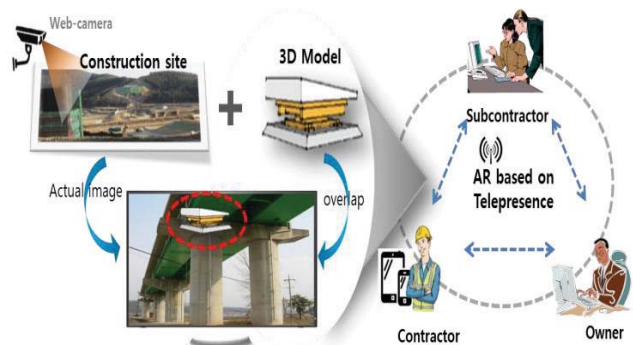 Web-camera
Construction site
3D Model
+
Actual image
overlap
Subcontractor
AR based on
Telepresence
Contractor
Owner